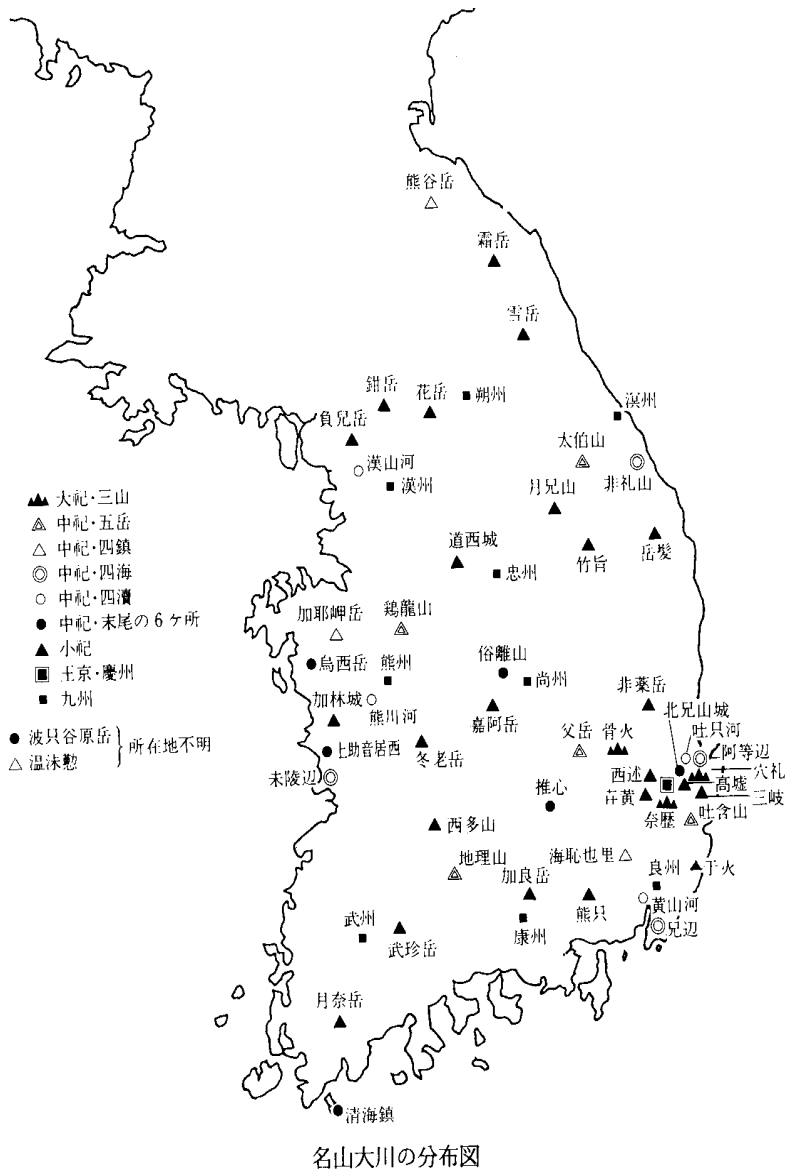 熊谷岳
霜岳
雪岳
鉗岳
花岳
朔州
溟州
負兒岳
漢山河
漢州
太伯山
非礼山
月兄山
大祀・三山
中祀・五岳
中祀・四鎮
中祀・四海
中祀・四瀆
中祀・末尾の6ヶ所
小祀
王京・慶州
九州
波只谷原岳
温沬懃
所在地不明
道西城
忠州
竹旨
岳髪
加耶岬岳
鶏龍山
烏西岳
熊州
俗離山
尚州
加林城
熊川河
嘉阿岳
非薬岳
北兄山城
吐只河
父岳
骨火
阿等辺
上助音居西
冬老岳
未陵辺
西述
穴礼
高墟
三岐
推心
卉黄
奈歴
吐含山
西多山
地理山
海恥也里
加良岳
良州
于火
熊只
黄山河
兄辺
武州
武珍岳
康州
月奈岳
清海鎮
名山大川の分布図